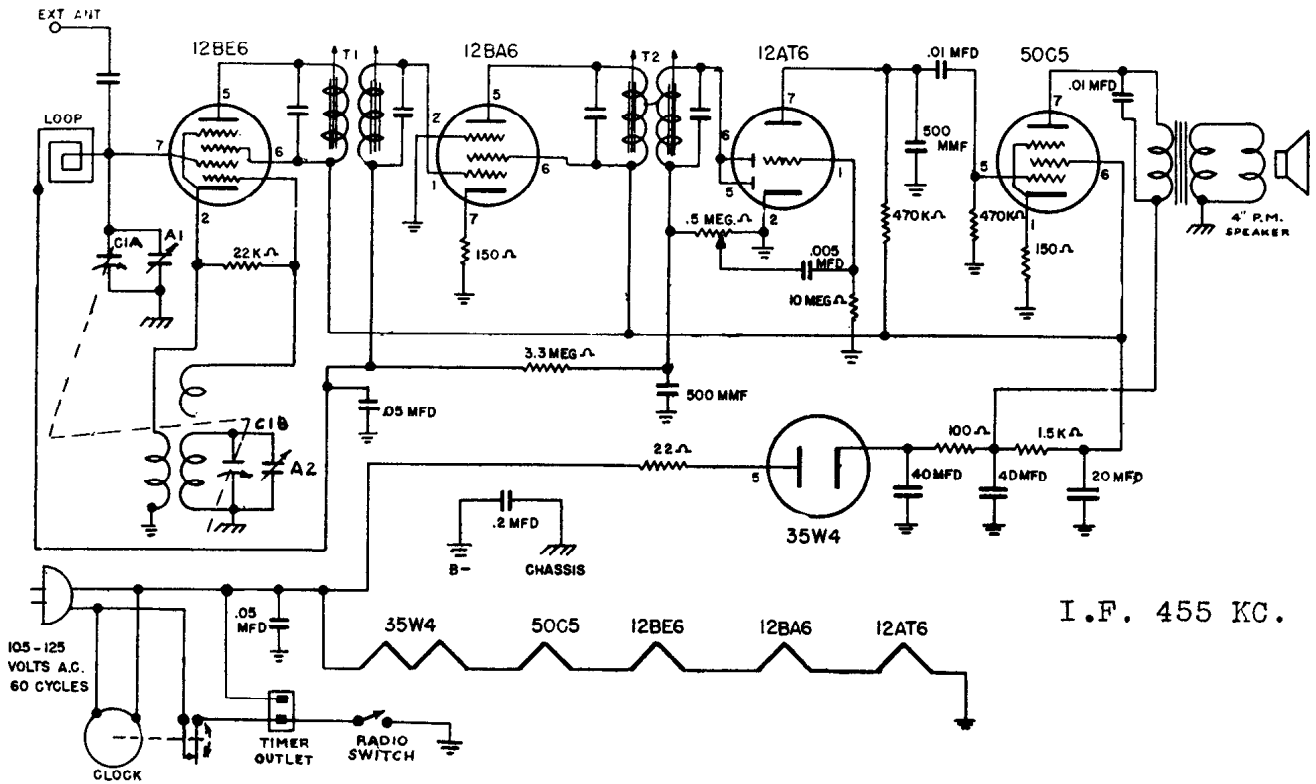 EXT ANT
12BE6
T1
12BA6
T2
12AT6
.01 MFD
50C5
.01 MFD
LOOP
5
5
7
7
7
6
2
1
6
6
5
1
500
MMF
5
6
2
7
2
1
C1A
A1
22K Ω
150 Ω
.5 MEG. Ω
.005
MFD
10 MEG Ω
470K Ω
470K Ω
150 Ω
4" P.M.
SPEAKER
3.3 MEG Ω
.05 MFD
500 MMF
C1B
A2
22 Ω
5
100 Ω
1.5K Ω
40 MFD
40 MFD
20 MFD
35W4
.2 MFD
B-
CHASSIS
I.F. 455 KC.
105-125
VOLTS A.C.
60 CYCLES
.05
MFD
35W4
50C5
12BE6
12BA6
12AT6
CLOCK
TIMER
OUTLET
RADIO
SWITCH